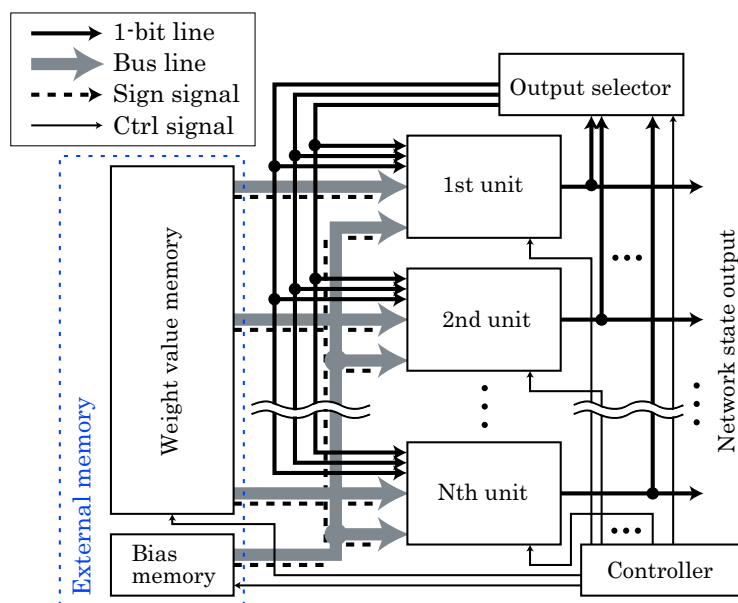 1-bit line
Bus line
Sign signal
Ctrl signal
Output selector
1st unit
2nd unit
Nth unit
Weight value memory
External memory
Bias
memory
Controller
Network state output